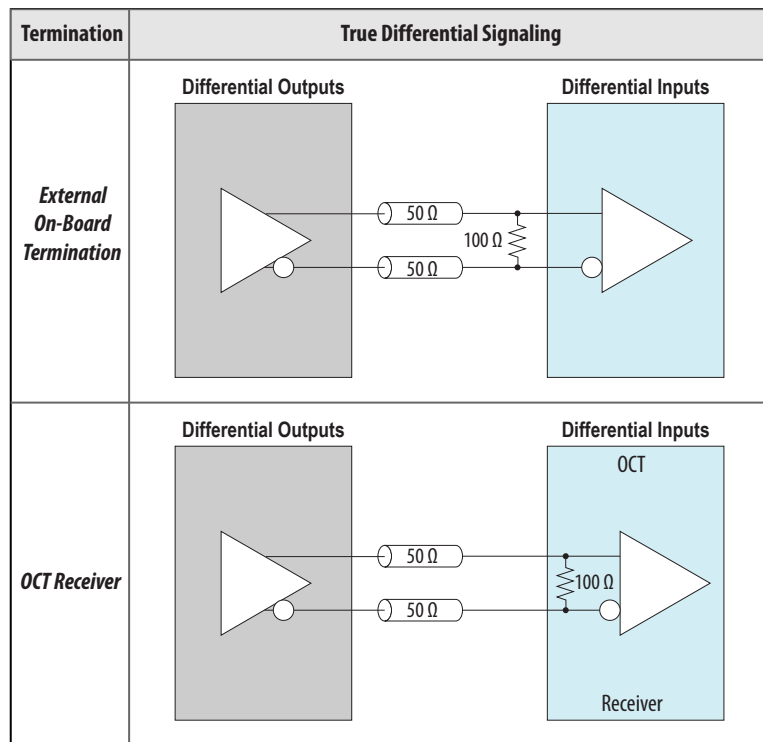 Termination
True Differential Signaling
External
On-Board
Termination
Differential Outputs
Differential Inputs
50 Ω
100 Ω
50 Ω
OCT Receiver
Differential Outputs
Differential Inputs
OCT
50 Ω
100 Ω
50 Ω
Receiver